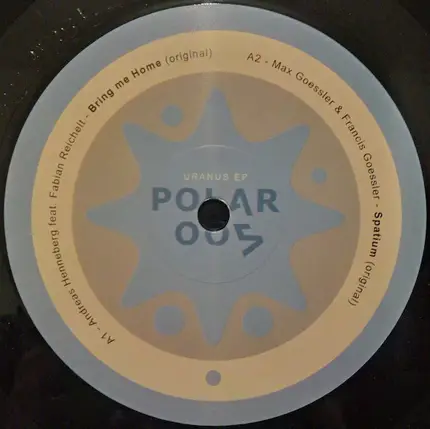 A1 - Andreas Henneberg feat. Fabian Reichelt - Bring me Home (original)
A2 - Max Goessler & Francis Goessler - Spatium (original)
URANUS EP
POLAR
005